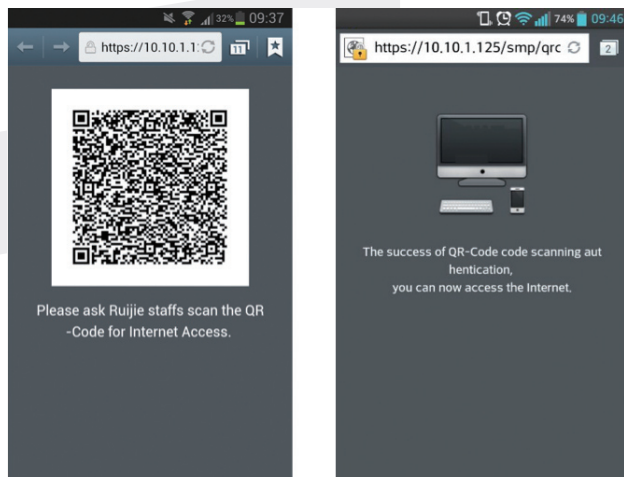 32% 09:37
https://10.10.1.1:
11
Please ask Ruijie staffs scan the QR
-Code for Internet Access.
74% 09:46
https://10.10.1.125/smp/qrc
2
The success of QR-Code code scanning aut
hentication,
you can now access the Internet.